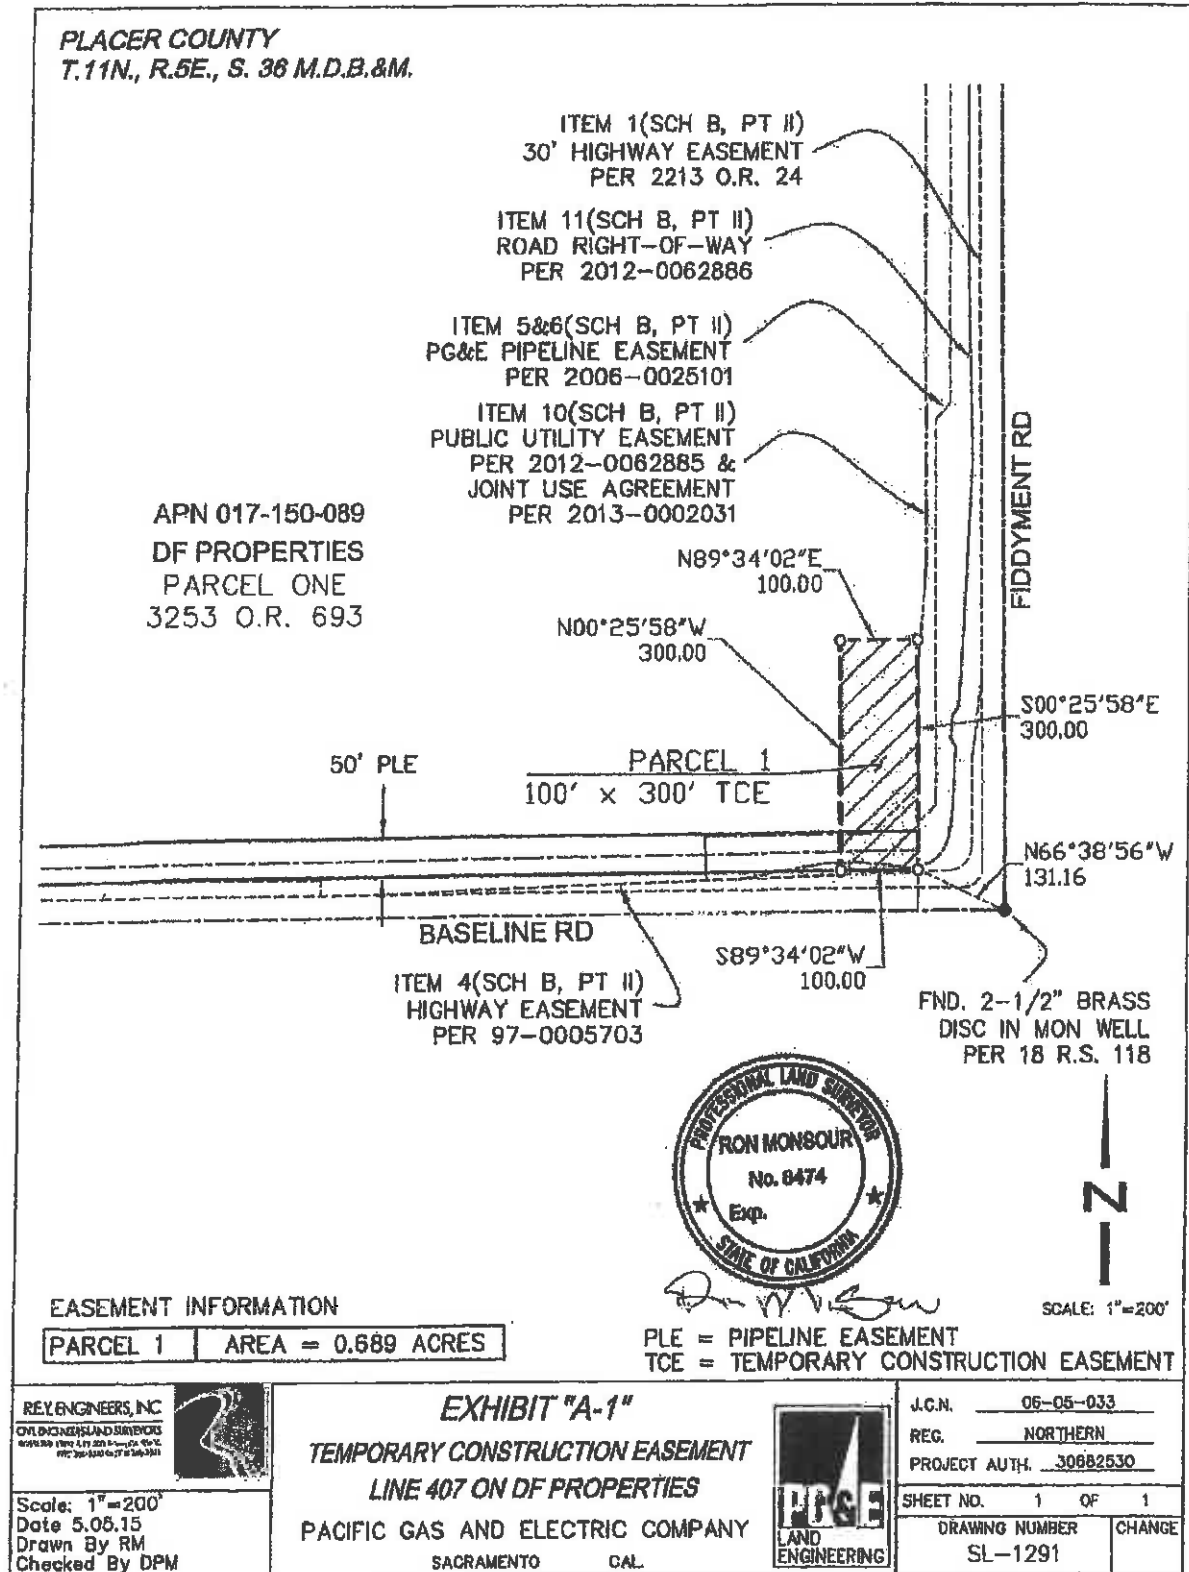 PLACER COUNTY
T.11N., R.5E., S. 36 M.D.B.&M.
ITEM 1(SCH B, PT II)
30' HIGHWAY EASEMENT
PER 2213 O.R. 24
ITEM 11(SCH B, PT II)
ROAD RIGHT-OF-WAY
PER 2012-0062886
ITEM 5&6(SCH B, PT II)
PG&E PIPELINE EASEMENT
PER 2006-0025101
ITEM 10(SCH B, PT II)
PUBLIC UTILITY EASEMENT
PER 2012-0062885 &
JOINT USE AGREEMENT
PER 2013-0002031
FIDDYMENT RD
APN 017-150-089
DF PROPERTIES
PARCEL ONE
3253 O.R. 693
N89°34'02"E
100.00
N00°25'58"W
300.00
S00°25'58"E
300.00
50' PLE
PARCEL 1
100' × 300' TCE
N66°38'56"W
131.16
BASELINE RD
S89°34'02"W
100.00
ITEM 4(SCH B, PT II)
HIGHWAY EASEMENT
PER 97-0005703
FND. 2-1/2" BRASS
DISC IN MON WELL
PER 18 R.S. 118
PROFESSIONAL LAND SURVEYOR
RON MONSOUR
No. 8474
Exp.
STATE OF CALIFORNIA
N
SCALE: 1"=200'
EASEMENT INFORMATION
PARCEL 1 AREA = 0.689 ACRES
PLE = PIPELINE EASEMENT
TCE = TEMPORARY CONSTRUCTION EASEMENT
REY ENGINEERS, INC
CIVIL ENGINEERS|LAND SURVEYORS
Scale: 1"=200'
Date 5.05.15
Drawn By RM
Checked By DPM
EXHIBIT "A-1"
TEMPORARY CONSTRUCTION EASEMENT
LINE 407 ON DF PROPERTIES
PACIFIC GAS AND ELECTRIC COMPANY
SACRAMENTO CAL.
PG&E
LAND
ENGINEERING
J.C.N. 06-05-033
REG. NORTHERN
PROJECT AUTH. 30682530
SHEET NO. 1 OF 1
DRAWING NUMBER
SL-1291
CHANGE